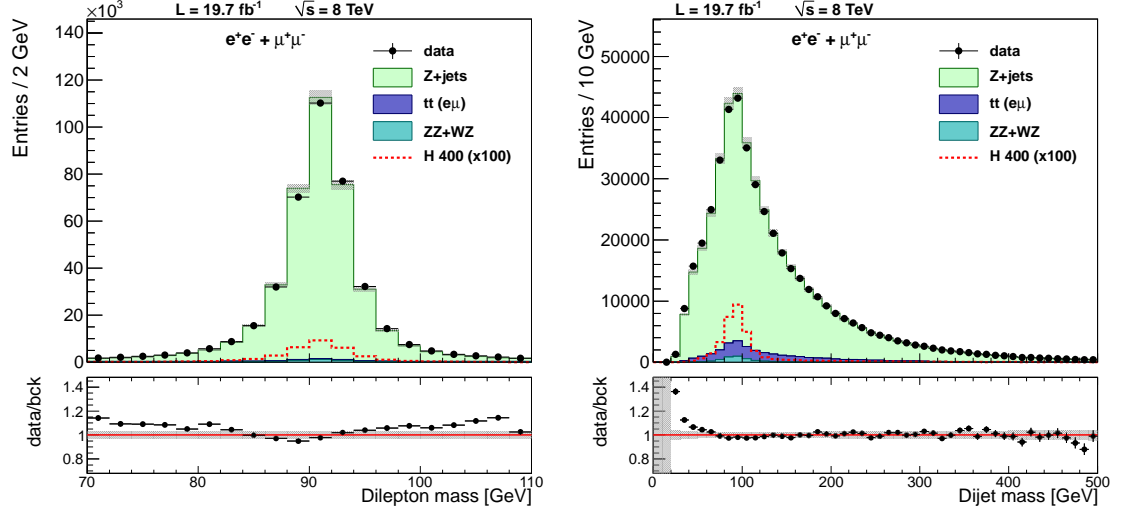 ×10³
L = 19.7 fb⁻¹ √s = 8 TeV
e⁺e⁻ + μ⁺μ⁻
Entries / 2 GeV
140
120
100
80
60
40
20
0
data
Z+jets
tt (eμ)
ZZ+WZ
H 400 (x100)
data/bck
1.4
1.2
1
0.8
70 80 90 100 110
Dilepton mass [GeV]
L = 19.7 fb⁻¹ √s = 8 TeV
e⁺e⁻ + μ⁺μ⁻
Entries / 10 GeV
50000
40000
30000
20000
10000
0
data
Z+jets
tt (eμ)
ZZ+WZ
H 400 (x100)
data/bck
1.4
1.2
1
0.8
0 100 200 300 400 500
Dijet mass [GeV]